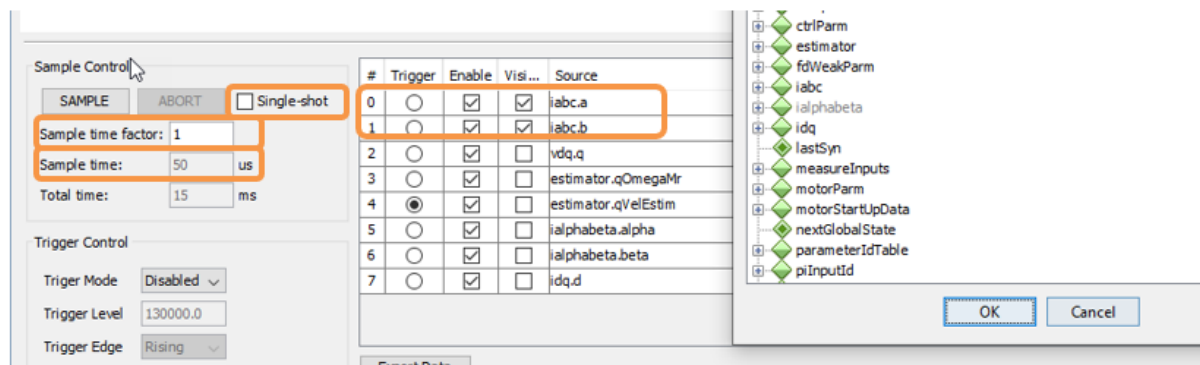 Sample Control
SAMPLE ABORT Single-shot
Sample time factor: 1
Sample time: 50 us
Total time: 15 ms
Trigger Control
Triger Mode Disabled
Trigger Level 130000.0
Trigger Edge Rising
# Trigger Enable Visi... Source
0 iabc.a
1 iabc.b
2 vdq.q
3 estimator.qOmegaMr
4 estimator.qVelEstim
5 ialphabeta.alpha
6 ialphabeta.beta
7 idq.d
ctrlParm
estimator
fdWeakParm
iabc
ialphabeta
idq
lastSyn
measureInputs
motorParm
motorStartUpData
nextGlobalState
parameterIdTable
piInputId
OK Cancel